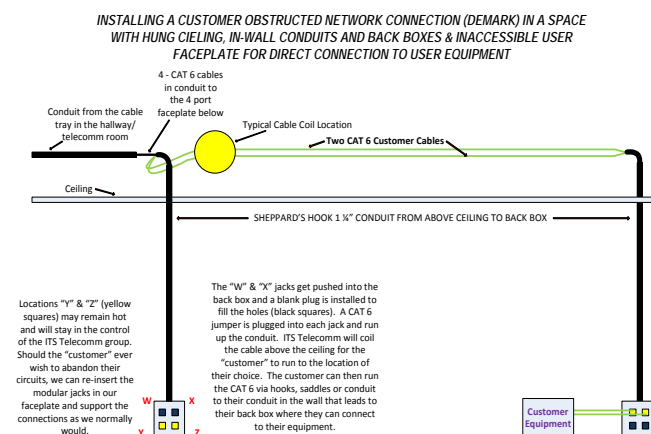 INSTALLING A CUSTOMER OBSTRUCTED NETWORK CONNECTION (DEMARK) IN A SPACE
WITH HUNG CIELING, IN-WALL CONDUITS AND BACK BOXES & INACCESSIBLE USER
FACEPLATE FOR DIRECT CONNECTION TO USER EQUIPMENT
4 - CAT 6 cables
in conduit to
the 4 port
faceplate below
Conduit from the cable
tray in the hallway/
telecomm room
Typical Cable Coil Location
Two CAT 6 Customer Cables
Ceiling
SHEPPARD'S HOOK 1 ¼" CONDUIT FROM ABOVE CEILING TO BACK BOX
Locations "Y" & "Z" (yellow
squares) may remain hot
and will stay in the control
of the ITS Telecomm group.
Should the "customer" ever
wish to abandon their
circuits, we can re-insert the
modular jacks in our
faceplate and support the
connections as we normally
would.
The "W" & "X" jacks get pushed into the
back box and a blank plug is installed to
fill the holes (black squares).  A CAT 6
jumper is plugged into each jack and run
up the conduit.  ITS Telecomm will coil
the cable above the ceiling for the
"customer" to run to the location of
their choice. The customer can then run
the CAT 6 via hooks, saddles or conduit
to their conduit in the wall that leads to
their back box where they can connect
to their equipment.
W X
Y Z
Customer
Equipment